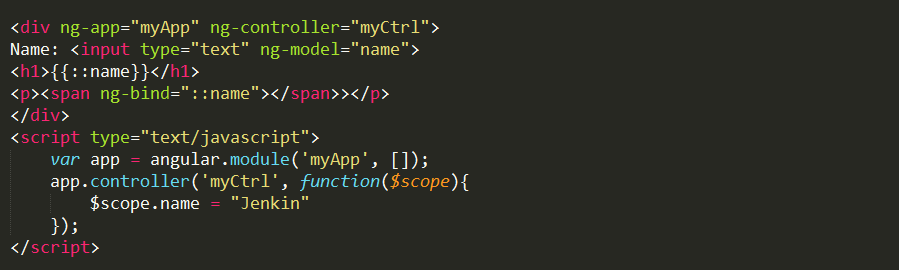 <div ng-app="myApp" ng-controller="myCtrl">
Name: <input type="text" ng-model="name">
<h1>{{::name}}</h1>
<p><span ng-bind="::name"></span>></p>
</div>
<script type="text/javascript">
    var app = angular.module('myApp', []);
    app.controller('myCtrl', function($scope){
        $scope.name = "Jenkin"
    });
</script>